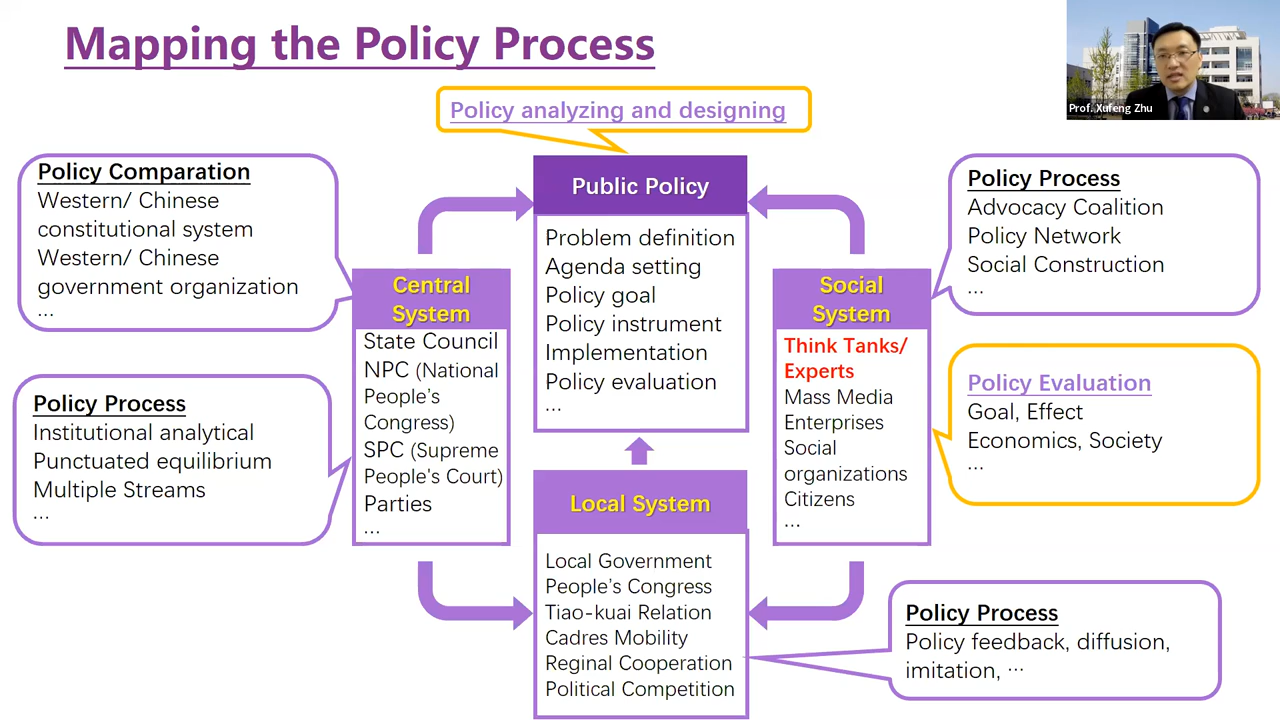 Mapping the Policy Process
Prof. Xufeng Zhu
Policy analyzing and designing
Policy Comparation
Western/ Chinese
constitutional system
Western/ Chinese
government organization
...
Policy Process
Institutional analytical
Punctuated equilibrium
Multiple Streams
...
Central
System
State Council
NPC (National
People's
Congress)
SPC (Supreme
People's Court)
Parties
...
Public Policy
Problem definition
Agenda setting
Policy goal
Policy instrument
Implementation
Policy evaluation
...
Local System
Local Government
People's Congress
Tiao-kuai Relation
Cadres Mobility
Reginal Cooperation
Political Competition
Social
System
Think Tanks/
Experts
Mass Media
Enterprises
Social
organizations
Citizens
...
Policy Process
Advocacy Coalition
Policy Network
Social Construction
...
Policy Evaluation
Goal, Effect
Economics, Society
...
Policy Process
Policy feedback, diffusion,
imitation, ...